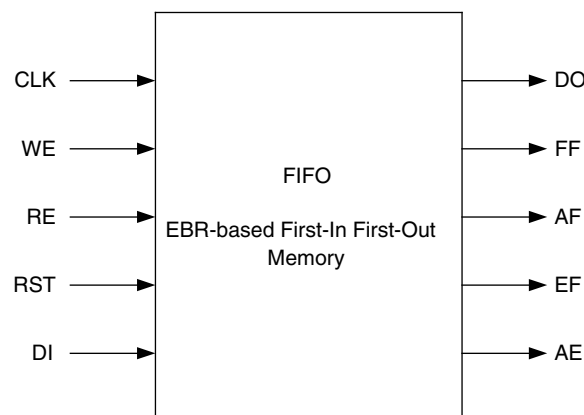 CLK
WE
RE
RST
DI
FIFO
EBR-based First-In First-Out
Memory
DO
FF
AF
EF
AE